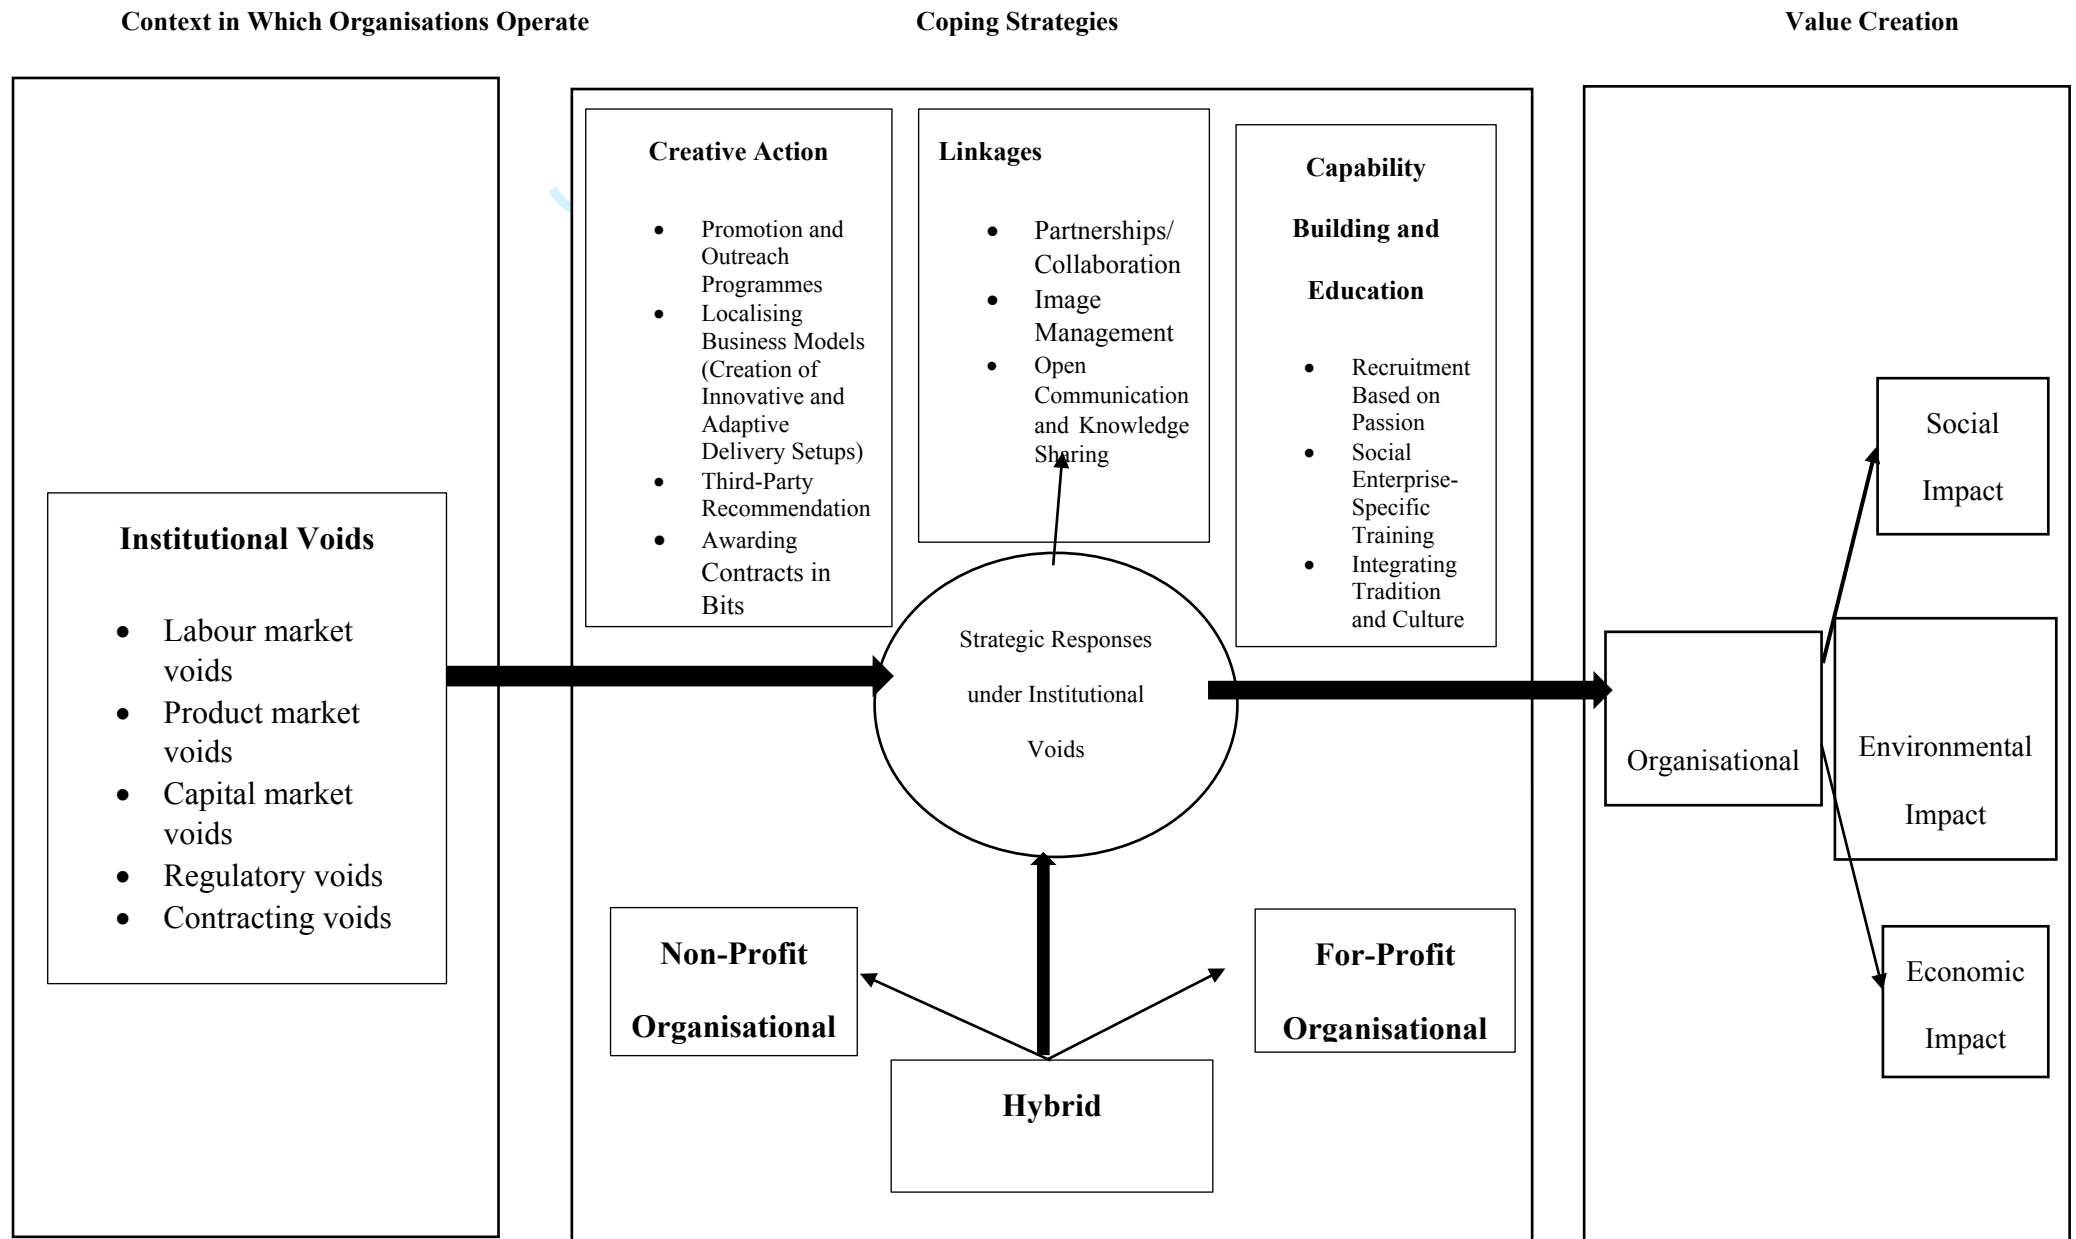 Context in Which Organisations Operate
Coping Strategies
Value Creation
Institutional Voids
• Labour market
voids
• Product market
voids
• Capital market
voids
• Regulatory voids
• Contracting voids
Creative Action
• Promotion and
Outreach
Programmes
• Localising
Business Models
(Creation of
Innovative and
Adaptive
Delivery Setups)
• Third-Party
Recommendation
• Awarding
Contracts in
Bits
Linkages
• Partnerships/
Collaboration
• Image
Management
• Open
Communication
and Knowledge
Sharing
Capability
Building and
Education
• Recruitment
Based on
Passion
• Social
Enterprise-
Specific
Training
• Integrating
Tradition
and Culture
Strategic Responses
under Institutional
Voids
Non-Profit
Organisational
For-Profit
Organisational
Hybrid
Organisational
Social
Impact
Environmental
Impact
Economic
Impact